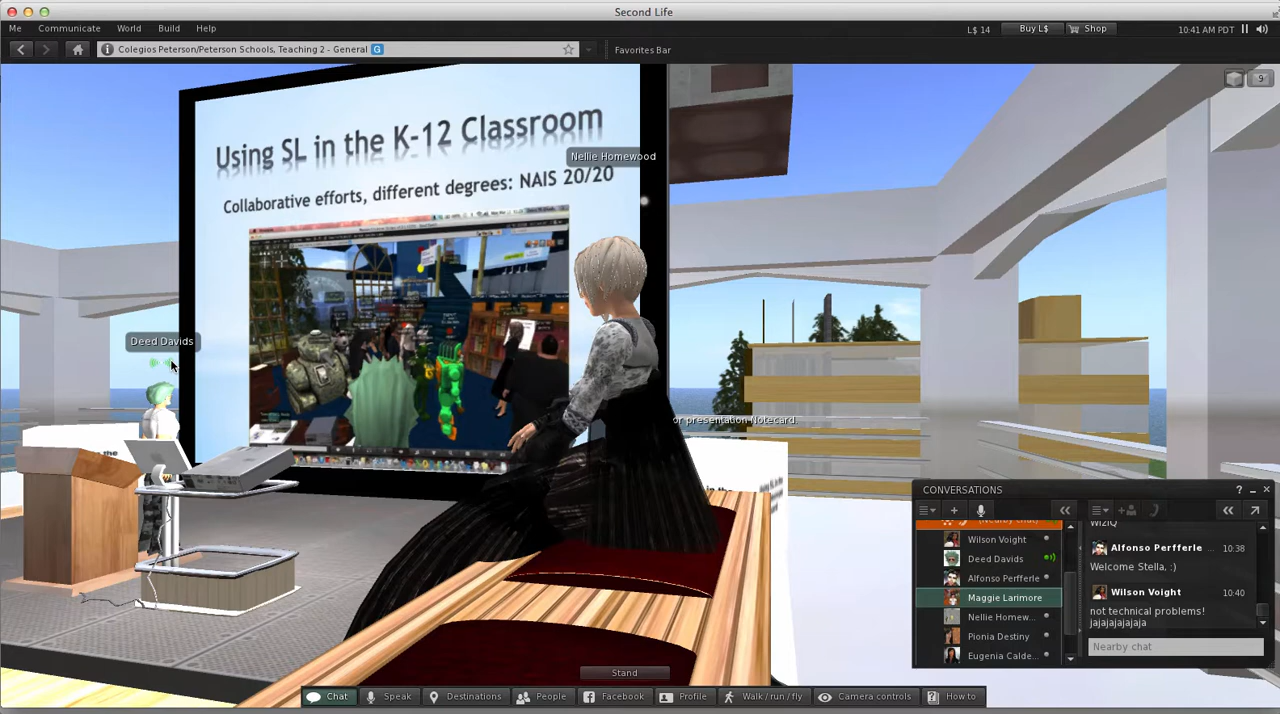 Second Life
Me Communicate World Build Help
L$ 14 Buy L$ Shop 10:41 AM PDT
Colegios Peterson/Peterson Schools, Teaching 2 - General G
Favorites Bar
9
Using SL in the K-12 Classroom
Nellie Homewood
Collaborative efforts, different degrees: NAIS 20/20
Deed Davids
or presentation Notecard
CONVERSATIONS
(Nearby chat)
Wilson Voight
Deed Davids
Alfonso Perfferle
Maggie Larimore
Nellie Homew...
Pionia Destiny
Eugenia Calde...
WiZiQ
Alfonso Perfferle ... 10:38
Welcome Stella, :)
Wilson Voight 10:40
not technical problems!
jajajajajaja
Nearby chat
Stand
Chat Speak Destinations People Facebook Profile Walk / run / fly Camera controls How to